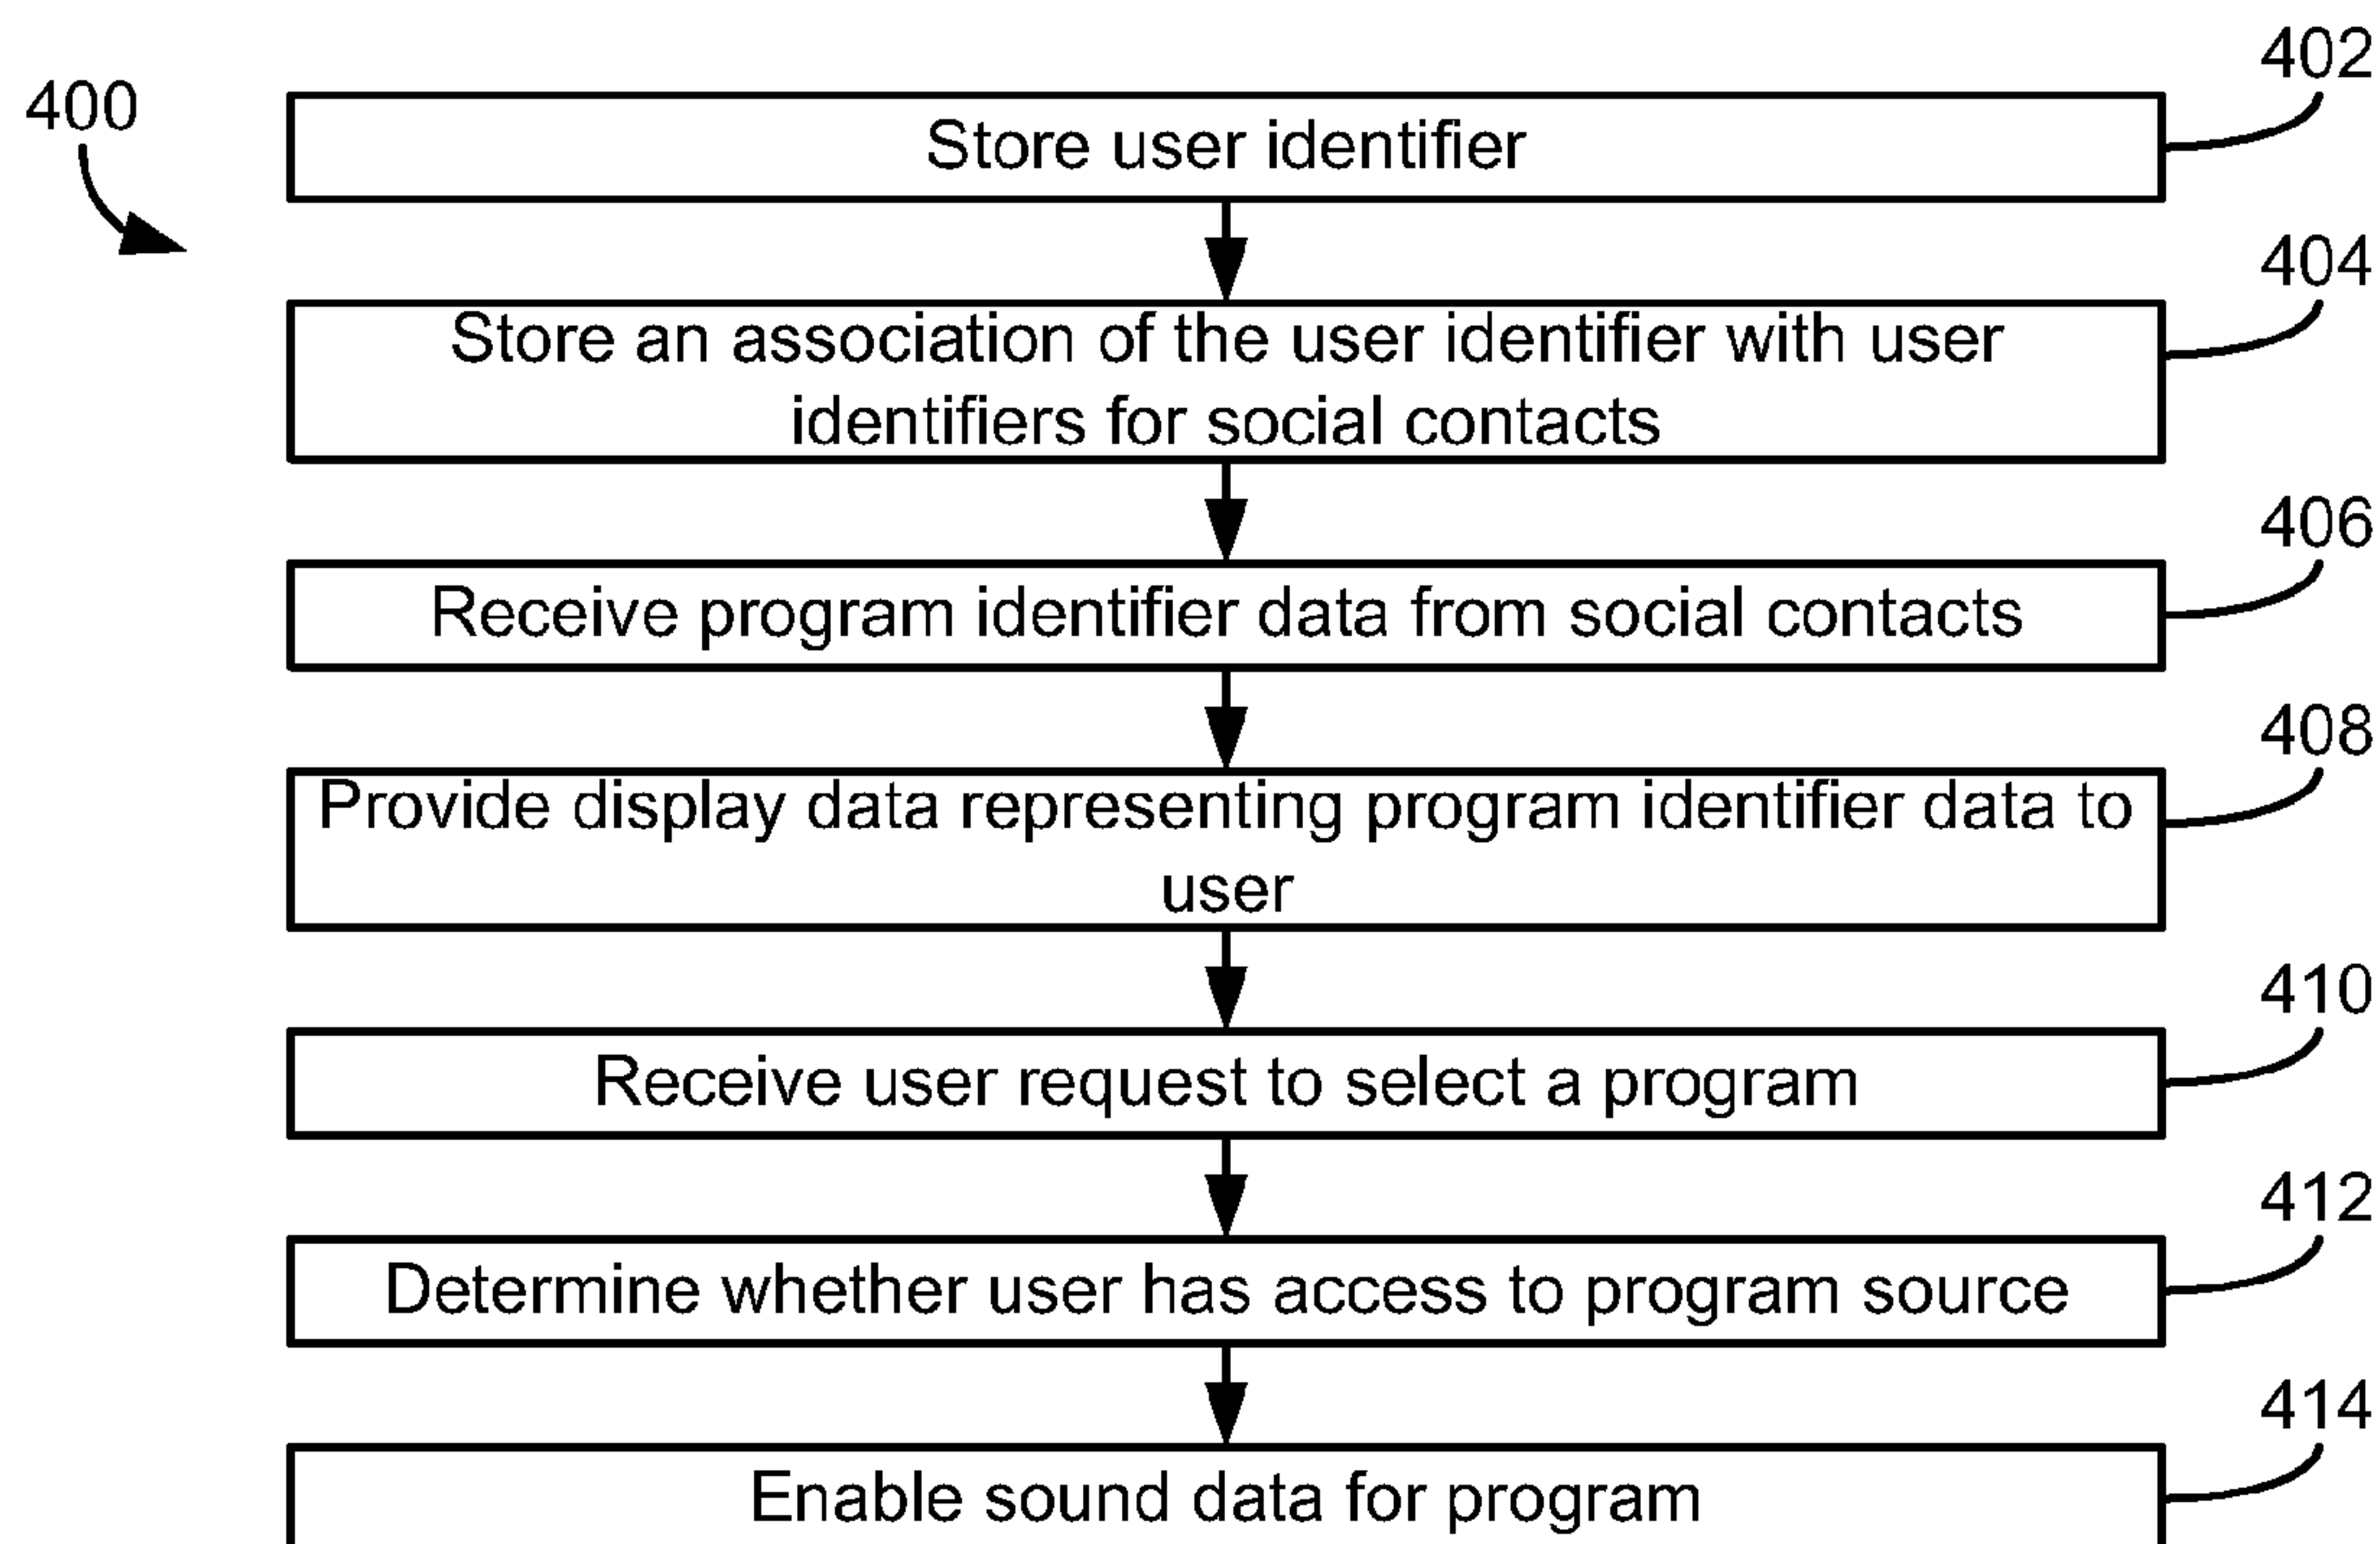 402
400
Store user identifier
404
Store an association of the user identifier with user
identifiers for social contacts
406
Receive program identifier data from social contacts
408
Provide display data representing program identifier data to
user
410
Receive user request to select a program
412
Determine whether user has access to program source
414
Enable sound data for program